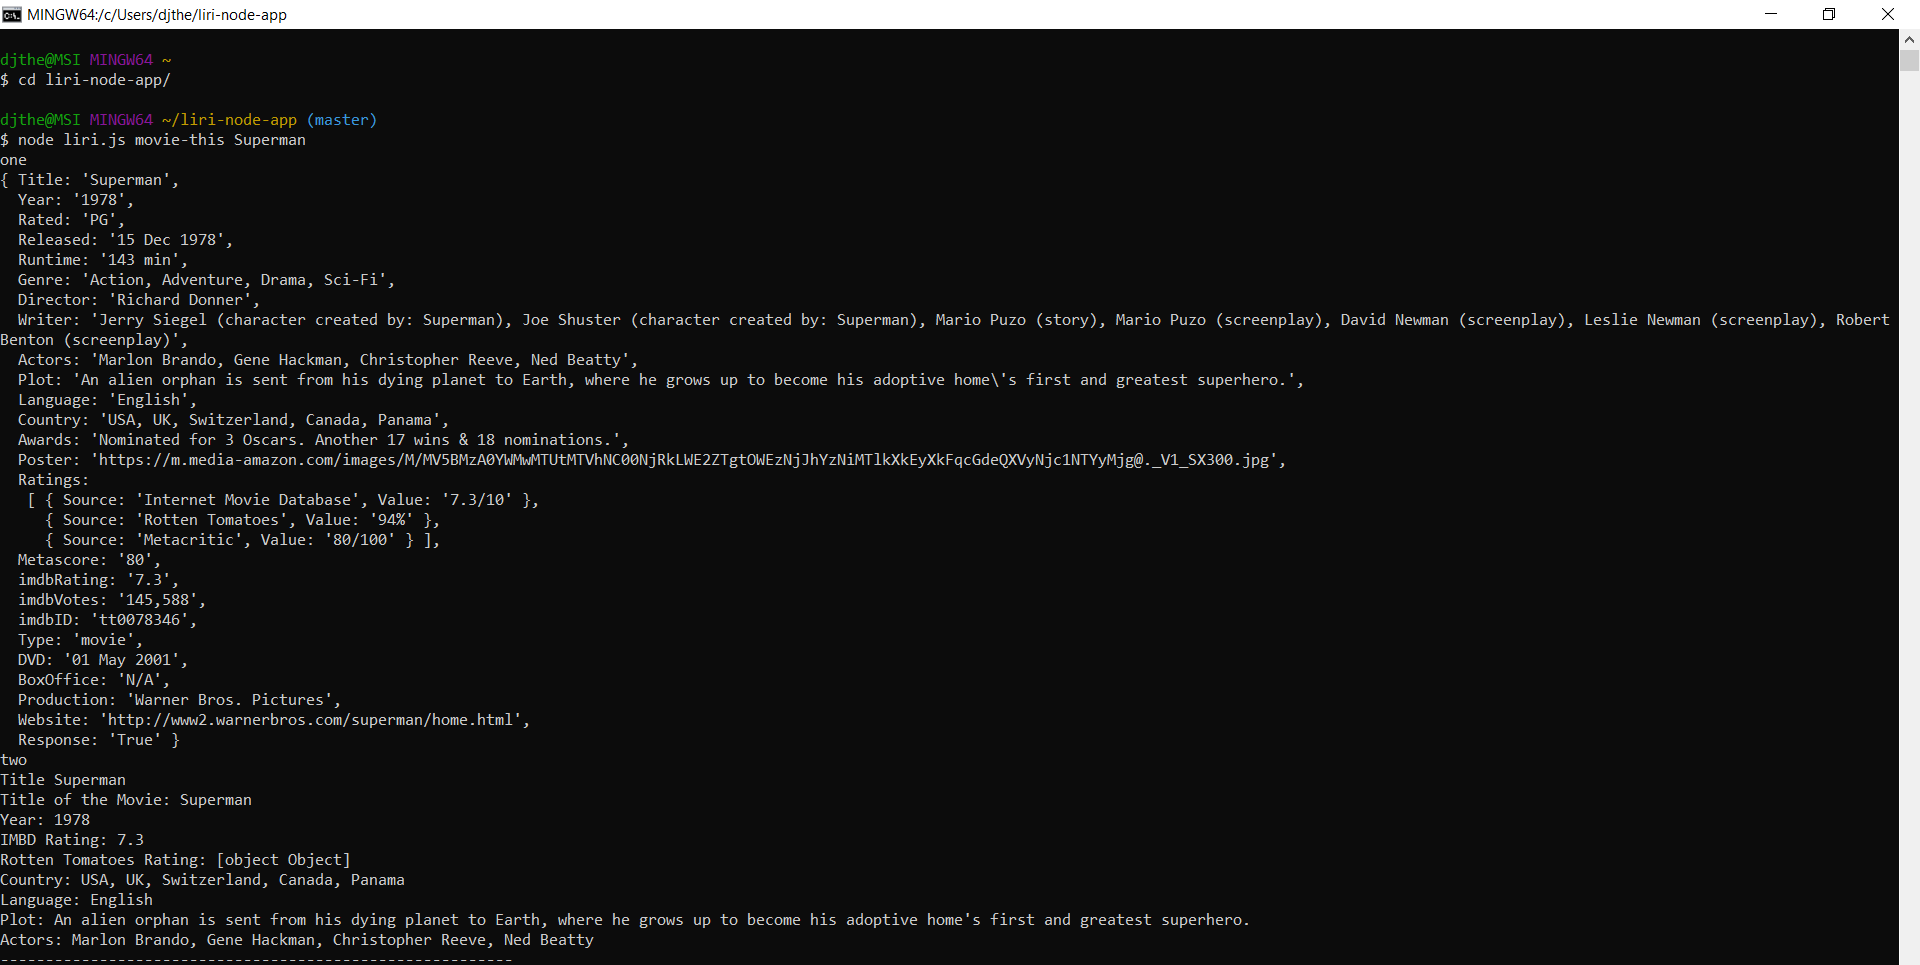 MINGW64:/c/Users/djthe/liri-node-app
djthe@MSI MINGW64 ~
$ cd liri-node-app/
djthe@MSI MINGW64 ~/liri-node-app (master)
$ node liri.js movie-this Superman
one
{ Title: 'Superman',
  Year: '1978',
  Rated: 'PG',
  Released: '15 Dec 1978',
  Runtime: '143 min',
  Genre: 'Action, Adventure, Drama, Sci-Fi',
  Director: 'Richard Donner',
  Writer: 'Jerry Siegel (character created by: Superman), Joe Shuster (character created by: Superman), Mario Puzo (story), Mario Puzo (screenplay), David Newman (screenplay), Leslie Newman (screenplay), Robert
Benton (screenplay)',
  Actors: 'Marlon Brando, Gene Hackman, Christopher Reeve, Ned Beatty',
  Plot: 'An alien orphan is sent from his dying planet to Earth, where he grows up to become his adoptive home\'s first and greatest superhero.',
  Language: 'English',
  Country: 'USA, UK, Switzerland, Canada, Panama',
  Awards: 'Nominated for 3 Oscars. Another 17 wins & 18 nominations.',
  Poster: 'https://m.media-amazon.com/images/M/MV5BMzA0YWMwMTUtMTVhNC00NjRkLWE2ZTgtOWEzNjJhYzNiMTlkXkEyXkFqcGdeQXVyNjc1NTYyMjg@._V1_SX300.jpg',
  Ratings:
   [ { Source: 'Internet Movie Database', Value: '7.3/10' },
     { Source: 'Rotten Tomatoes', Value: '94%' },
     { Source: 'Metacritic', Value: '80/100' } ],
  Metascore: '80',
  imdbRating: '7.3',
  imdbVotes: '145,588',
  imdbID: 'tt0078346',
  Type: 'movie',
  DVD: '01 May 2001',
  BoxOffice: 'N/A',
  Production: 'Warner Bros. Pictures',
  Website: 'http://www2.warnerbros.com/superman/home.html',
  Response: 'True' }
two
Title Superman
Title of the Movie: Superman
Year: 1978
IMBD Rating: 7.3
Rotten Tomatoes Rating: [object Object]
Country: USA, UK, Switzerland, Canada, Panama
Language: English
Plot: An alien orphan is sent from his dying planet to Earth, where he grows up to become his adoptive home's first and greatest superhero.
Actors: Marlon Brando, Gene Hackman, Christopher Reeve, Ned Beatty
---------------------------------------------------------